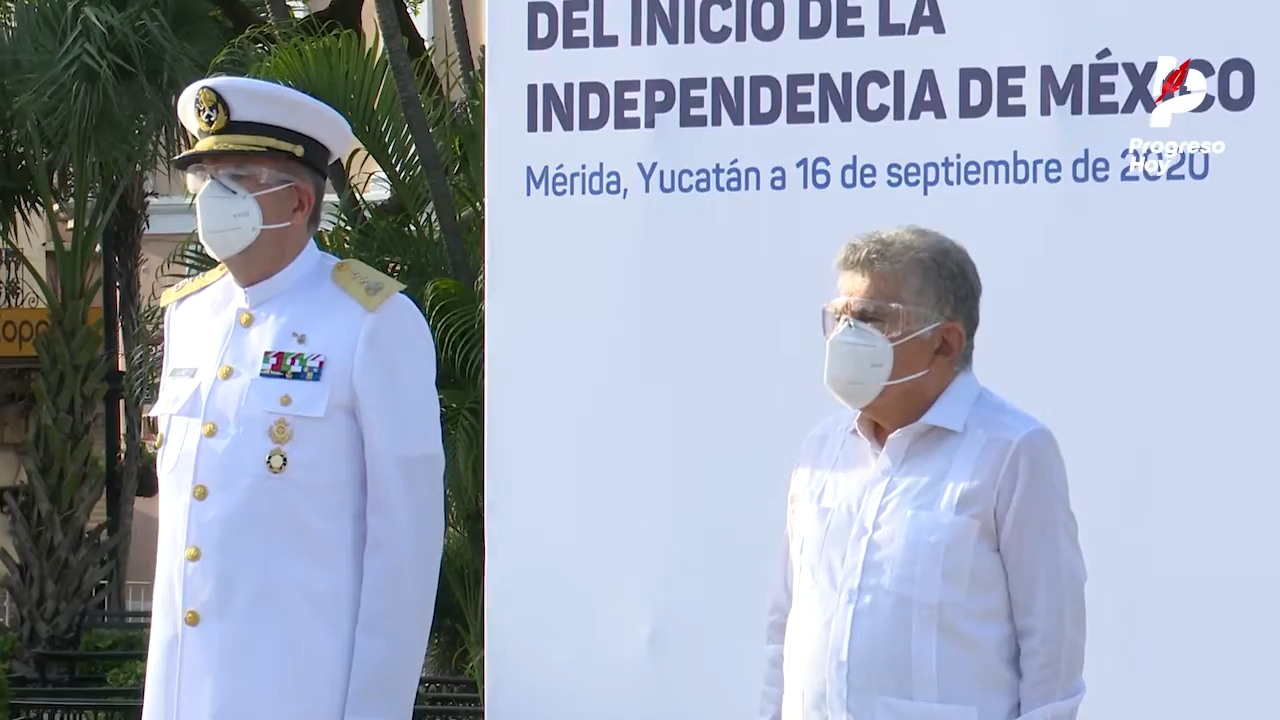 DEL INICIO DE LA
INDEPENDENCIA DE MÉXICO
Mérida, Yucatán a 16 de septiembre de 2020
Progreso
Hoy